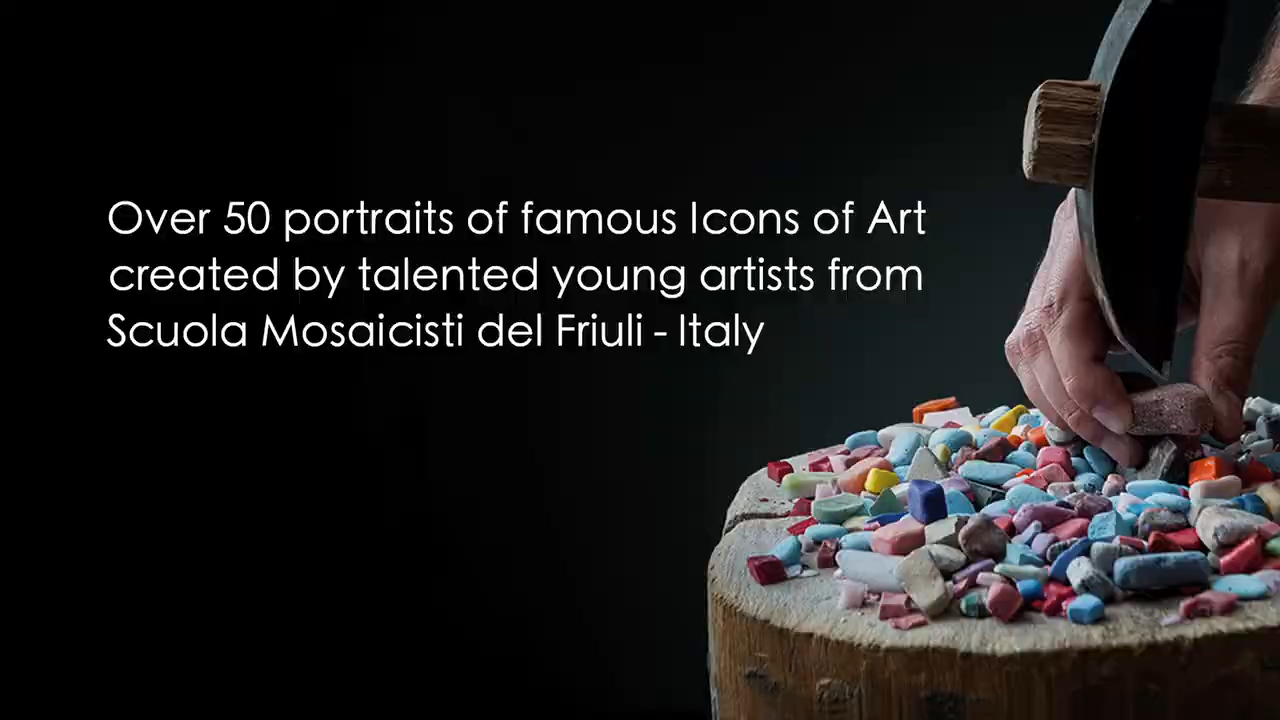 Over 50 portraits of famous Icons of Art
created by talented young artists from
Scuola Mosaicisti del Friuli - Italy